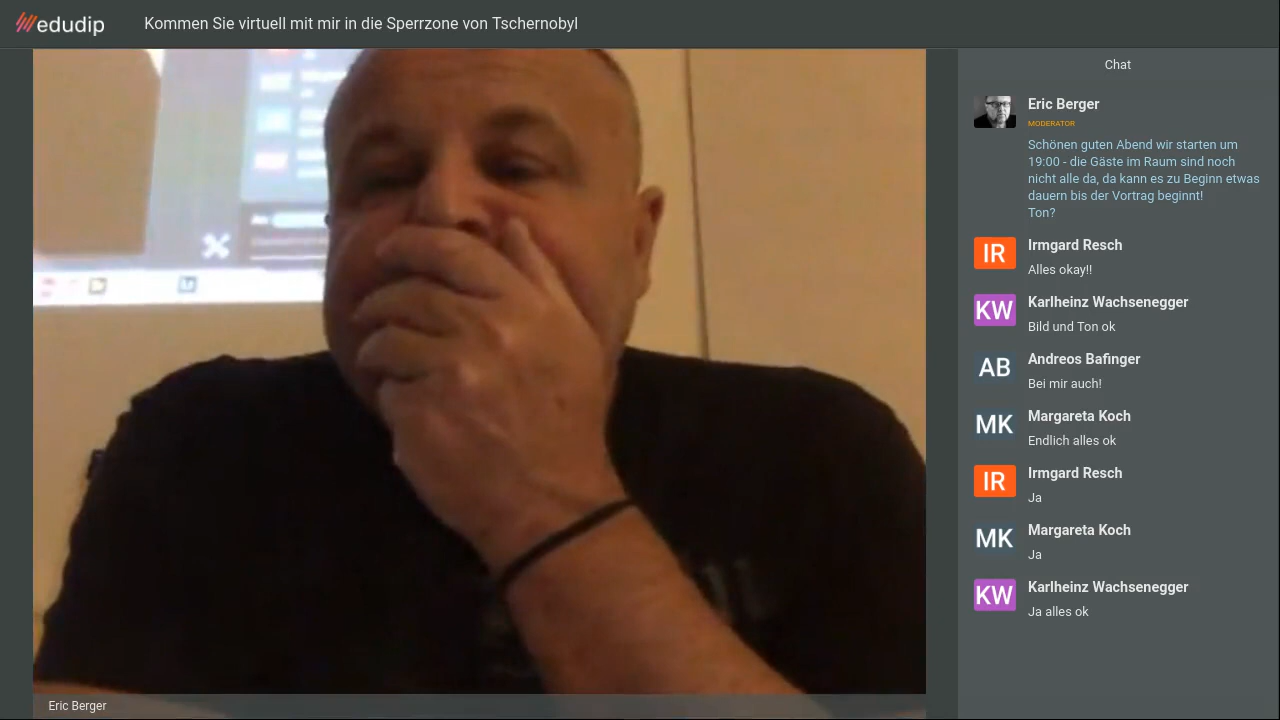 edudip
Kommen Sie virtuell mit mir in die Sperrzone von Tschernobyl
Eric Berger
Chat
Eric Berger
MODERATOR
Schönen guten Abend wir starten um
19:00 - die Gäste im Raum sind noch
nicht alle da, da kann es zu Beginn etwas
dauern bis der Vortrag beginnt!
Ton?
IR
Irmgard Resch
Alles okay!!
KW
Karlheinz Wachsenegger
Bild und Ton ok
AB
Andreos Bafinger
Bei mir auch!
MK
Margareta Koch
Endlich alles ok
IR
Irmgard Resch
Ja
MK
Margareta Koch
Ja
KW
Karlheinz Wachsenegger
Ja alles ok